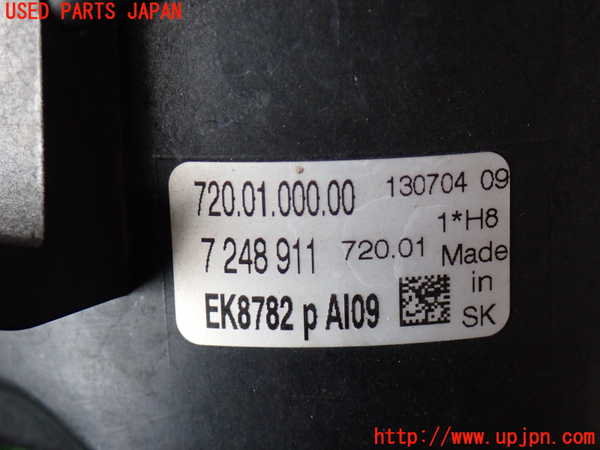 USED PARTS JAPAN
720.01.000.00 130704 09
1*H8
7 248 911 720.01 Made
in
EK8782 p AI09 SK
http://www.upjpn.com